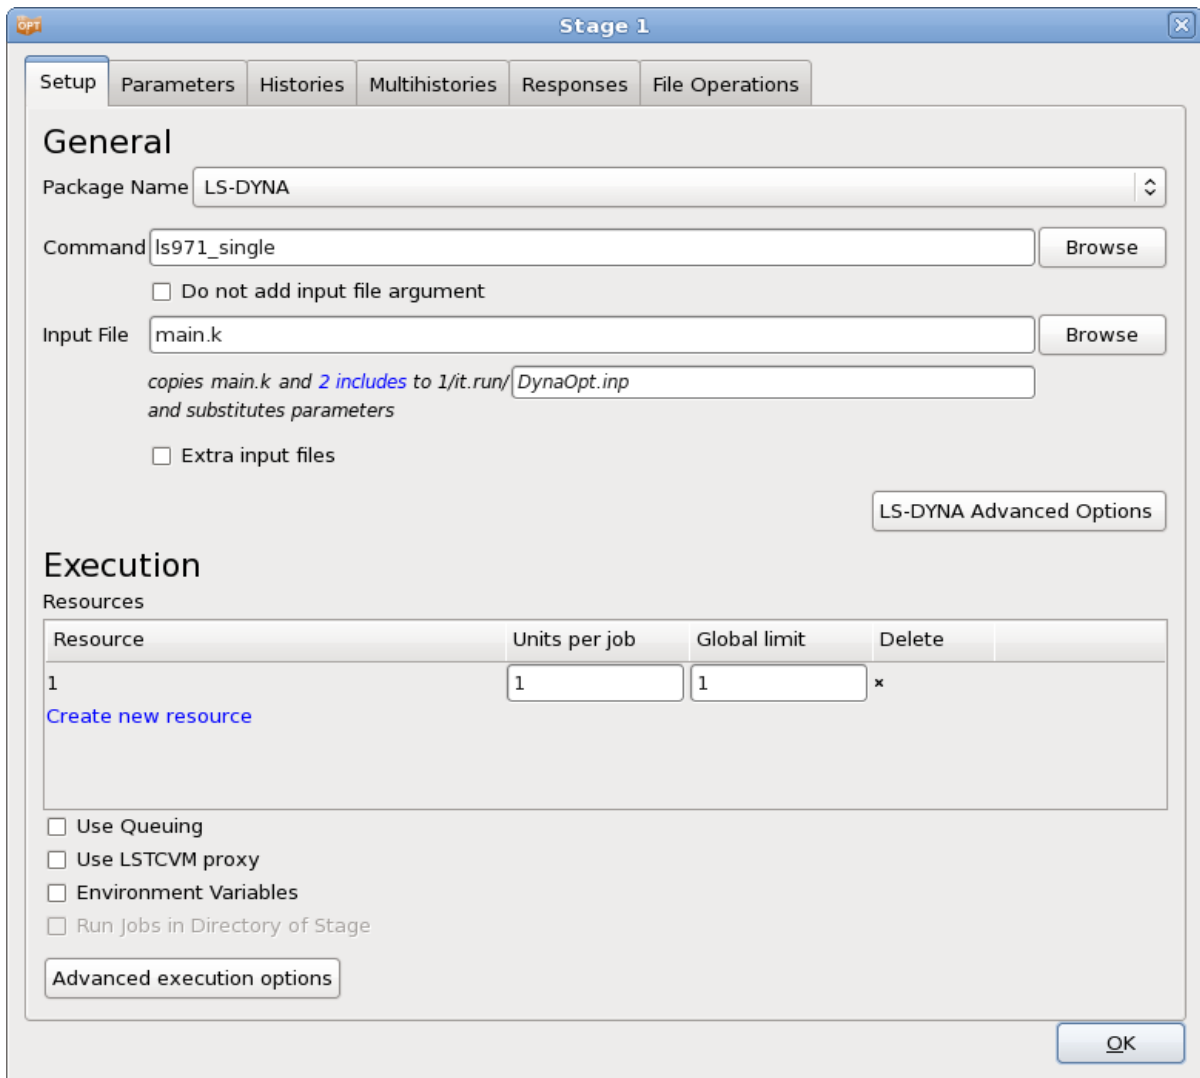 OPT Stage 1
Setup Parameters Histories Multihistories Responses File Operations
General
Package Name LS-DYNA
Command ls971_single Browse
Do not add input file argument
Input File main.k Browse
copies main.k and 2 includes to 1/it.run/ DynaOpt.inp
and substitutes parameters
Extra input files
LS-DYNA Advanced Options
Execution
Resources
Resource Units per job Global limit Delete
1 1 1 ×
Create new resource
Use Queuing
Use LSTCVM proxy
Environment Variables
Run Jobs in Directory of Stage
Advanced execution options
OK